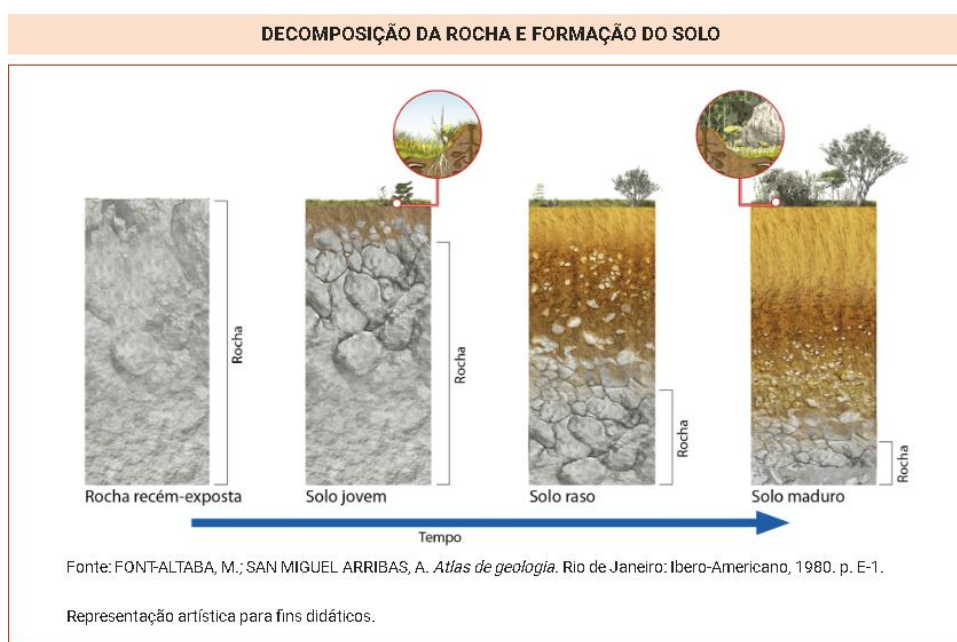 DECOMPOSIÇÃO DA ROCHA E FORMAÇÃO DO SOLO
Rocha
Rocha
Rocha
Rocha
Rocha recém-exposta
Solo jovem
Solo raso
Solo maduro
Tempo
Fonte: FONT-ALTABA, M.; SAN MIGUEL ARRIBAS, A. Atlas de geologia. Rio de Janeiro: Ibero-Americano, 1980. p. E-1.
Representação artística para fins didáticos.